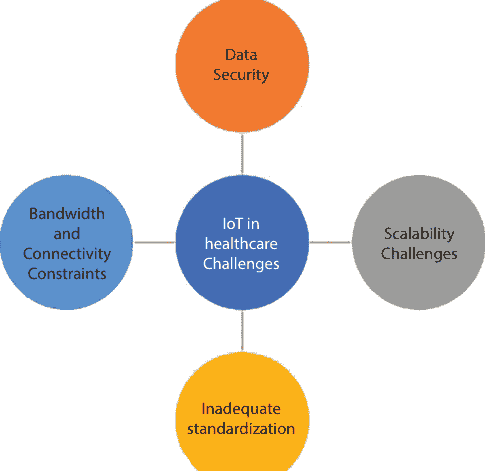 Data
Security
Bandwidth
and
Connectivity
Constraints
IoT in
healthcare
Challenges
Scalability
Challenges
Inadequate
standardization